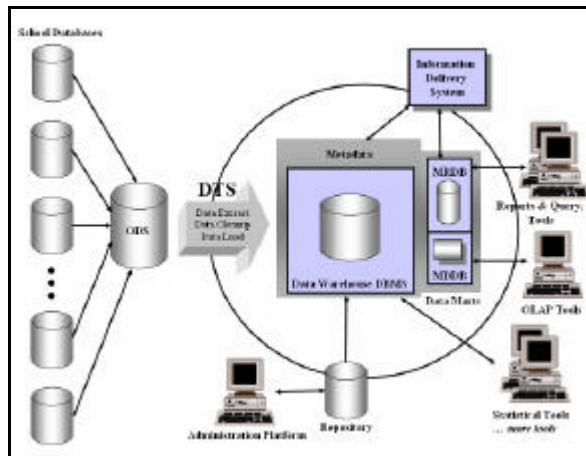 School Databases
Information
Delivery
System
Metadata
DTS
Data Extract
Data Cleanup
Data Load
ODS
MRDB
Reports & Query
Tools
Data Warehouse DBMS
MDDB
Data Marts
OLAP Tools
Statistical Tools
... more tools
Administration Platform
Repository